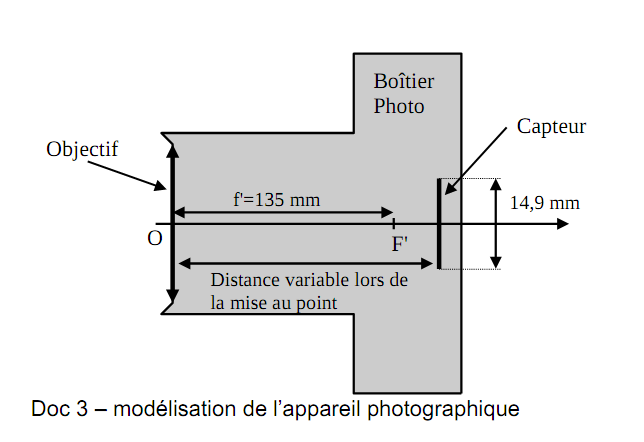 Boîtier
Photo
Capteur
Objectif
f'=135 mm
14,9 mm
O
F'
Distance variable lors de
la mise au point
Doc 3 – modélisation de l'appareil photographique